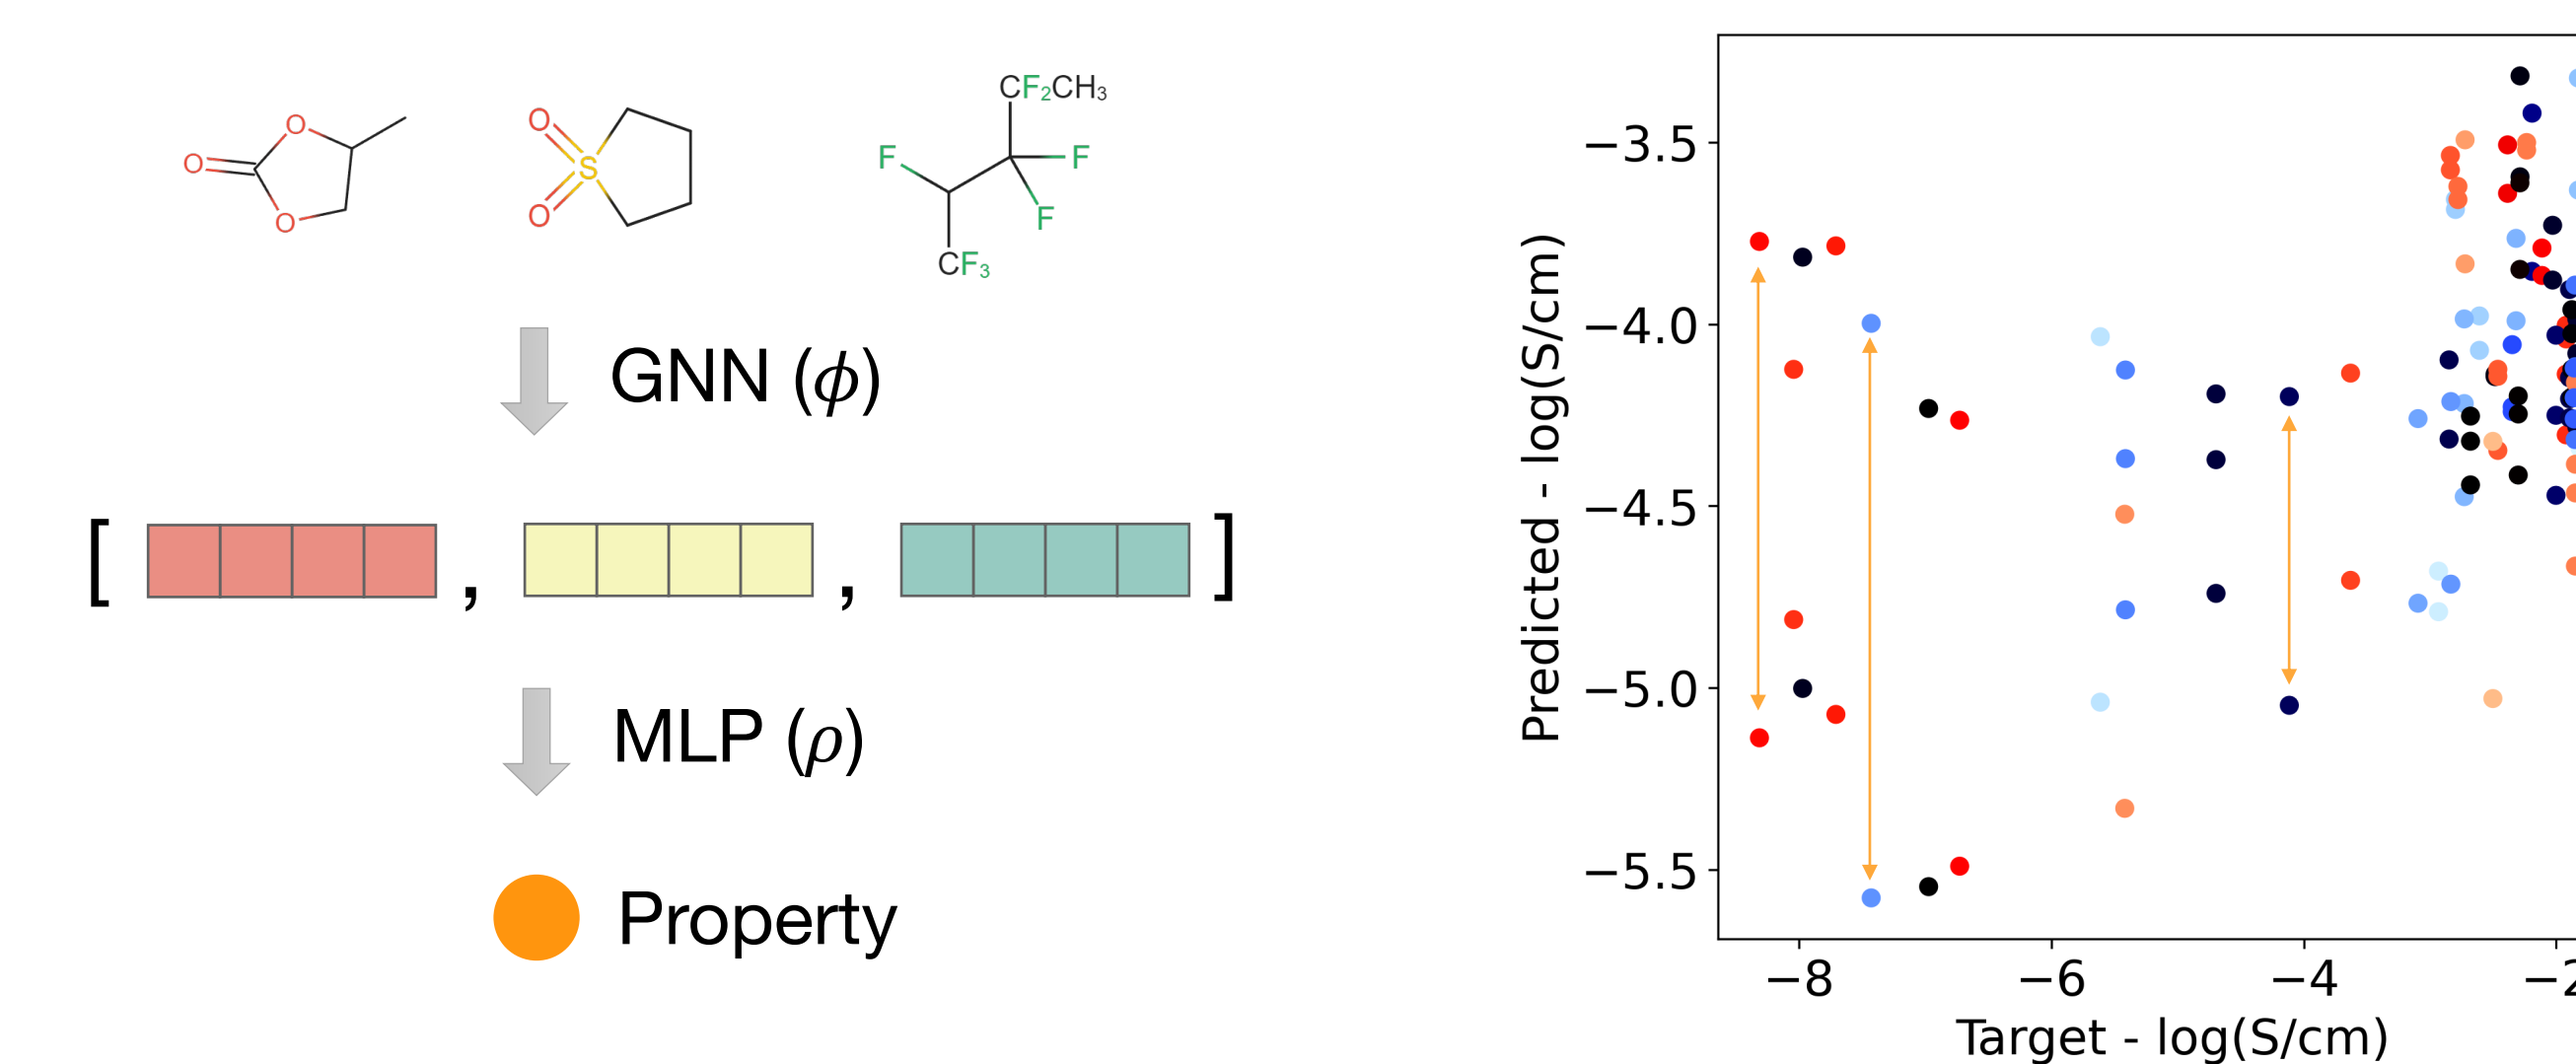 CF₂CH₃
O
O
O
O
S
O
F
F
F
CF₃
GNN (ϕ)
[ , , ]
MLP (ρ)
Property
Predicted - log(S/cm)
−3.5
−4.0
−4.5
−5.0
−5.5
−8 −6 −4 −2
Target - log(S/cm)